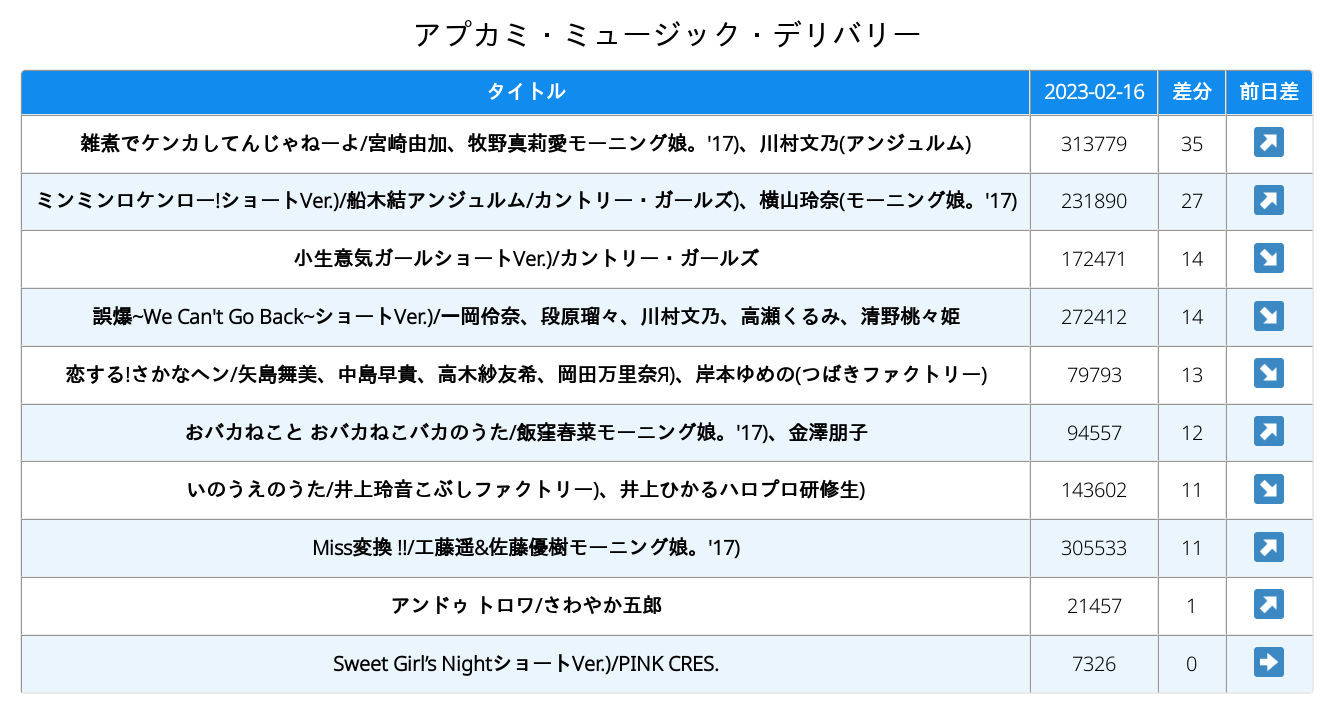 アプカミ・ミュージック・デリバリー
タイトル 2023-02-16 差分 前日差
雑煮でケンカしてんじゃねーよ/宮崎由加、牧野真莉愛モーニング娘。'17)、川村文乃(アンジュルム) 313779 35
ミンミンロケンロー!ショートVer.)/船木結アンジュルム/カントリー・ガールズ)、横山玲奈(モーニング娘。'17) 231890 27
小生意気ガールショートVer.)/カントリー・ガールズ 172471 14
誤爆~We Can't Go Back~ショートVer.)/一岡伶奈、段原瑠々、川村文乃、高瀬くるみ、清野桃々姫 272412 14
恋する!さかなヘン/矢島舞美、中島早貴、高木紗友希、岡田万里奈Я)、岸本ゆめの(つばきファクトリー) 79793 13
おバカねこと おバカねこバカのうた/飯窪春菜モーニング娘。'17)、金澤朋子 94557 12
いのうえのうた/井上玲音こぶしファクトリー)、井上ひかるハロプロ研修生) 143602 11
Miss変換 !!/工藤遥&佐藤優樹モーニング娘。'17) 305533 11
アンドゥ トロワ/さわやか五郎 21457 1
Sweet Girl’s NightショートVer.)/PINK CRES. 7326 0